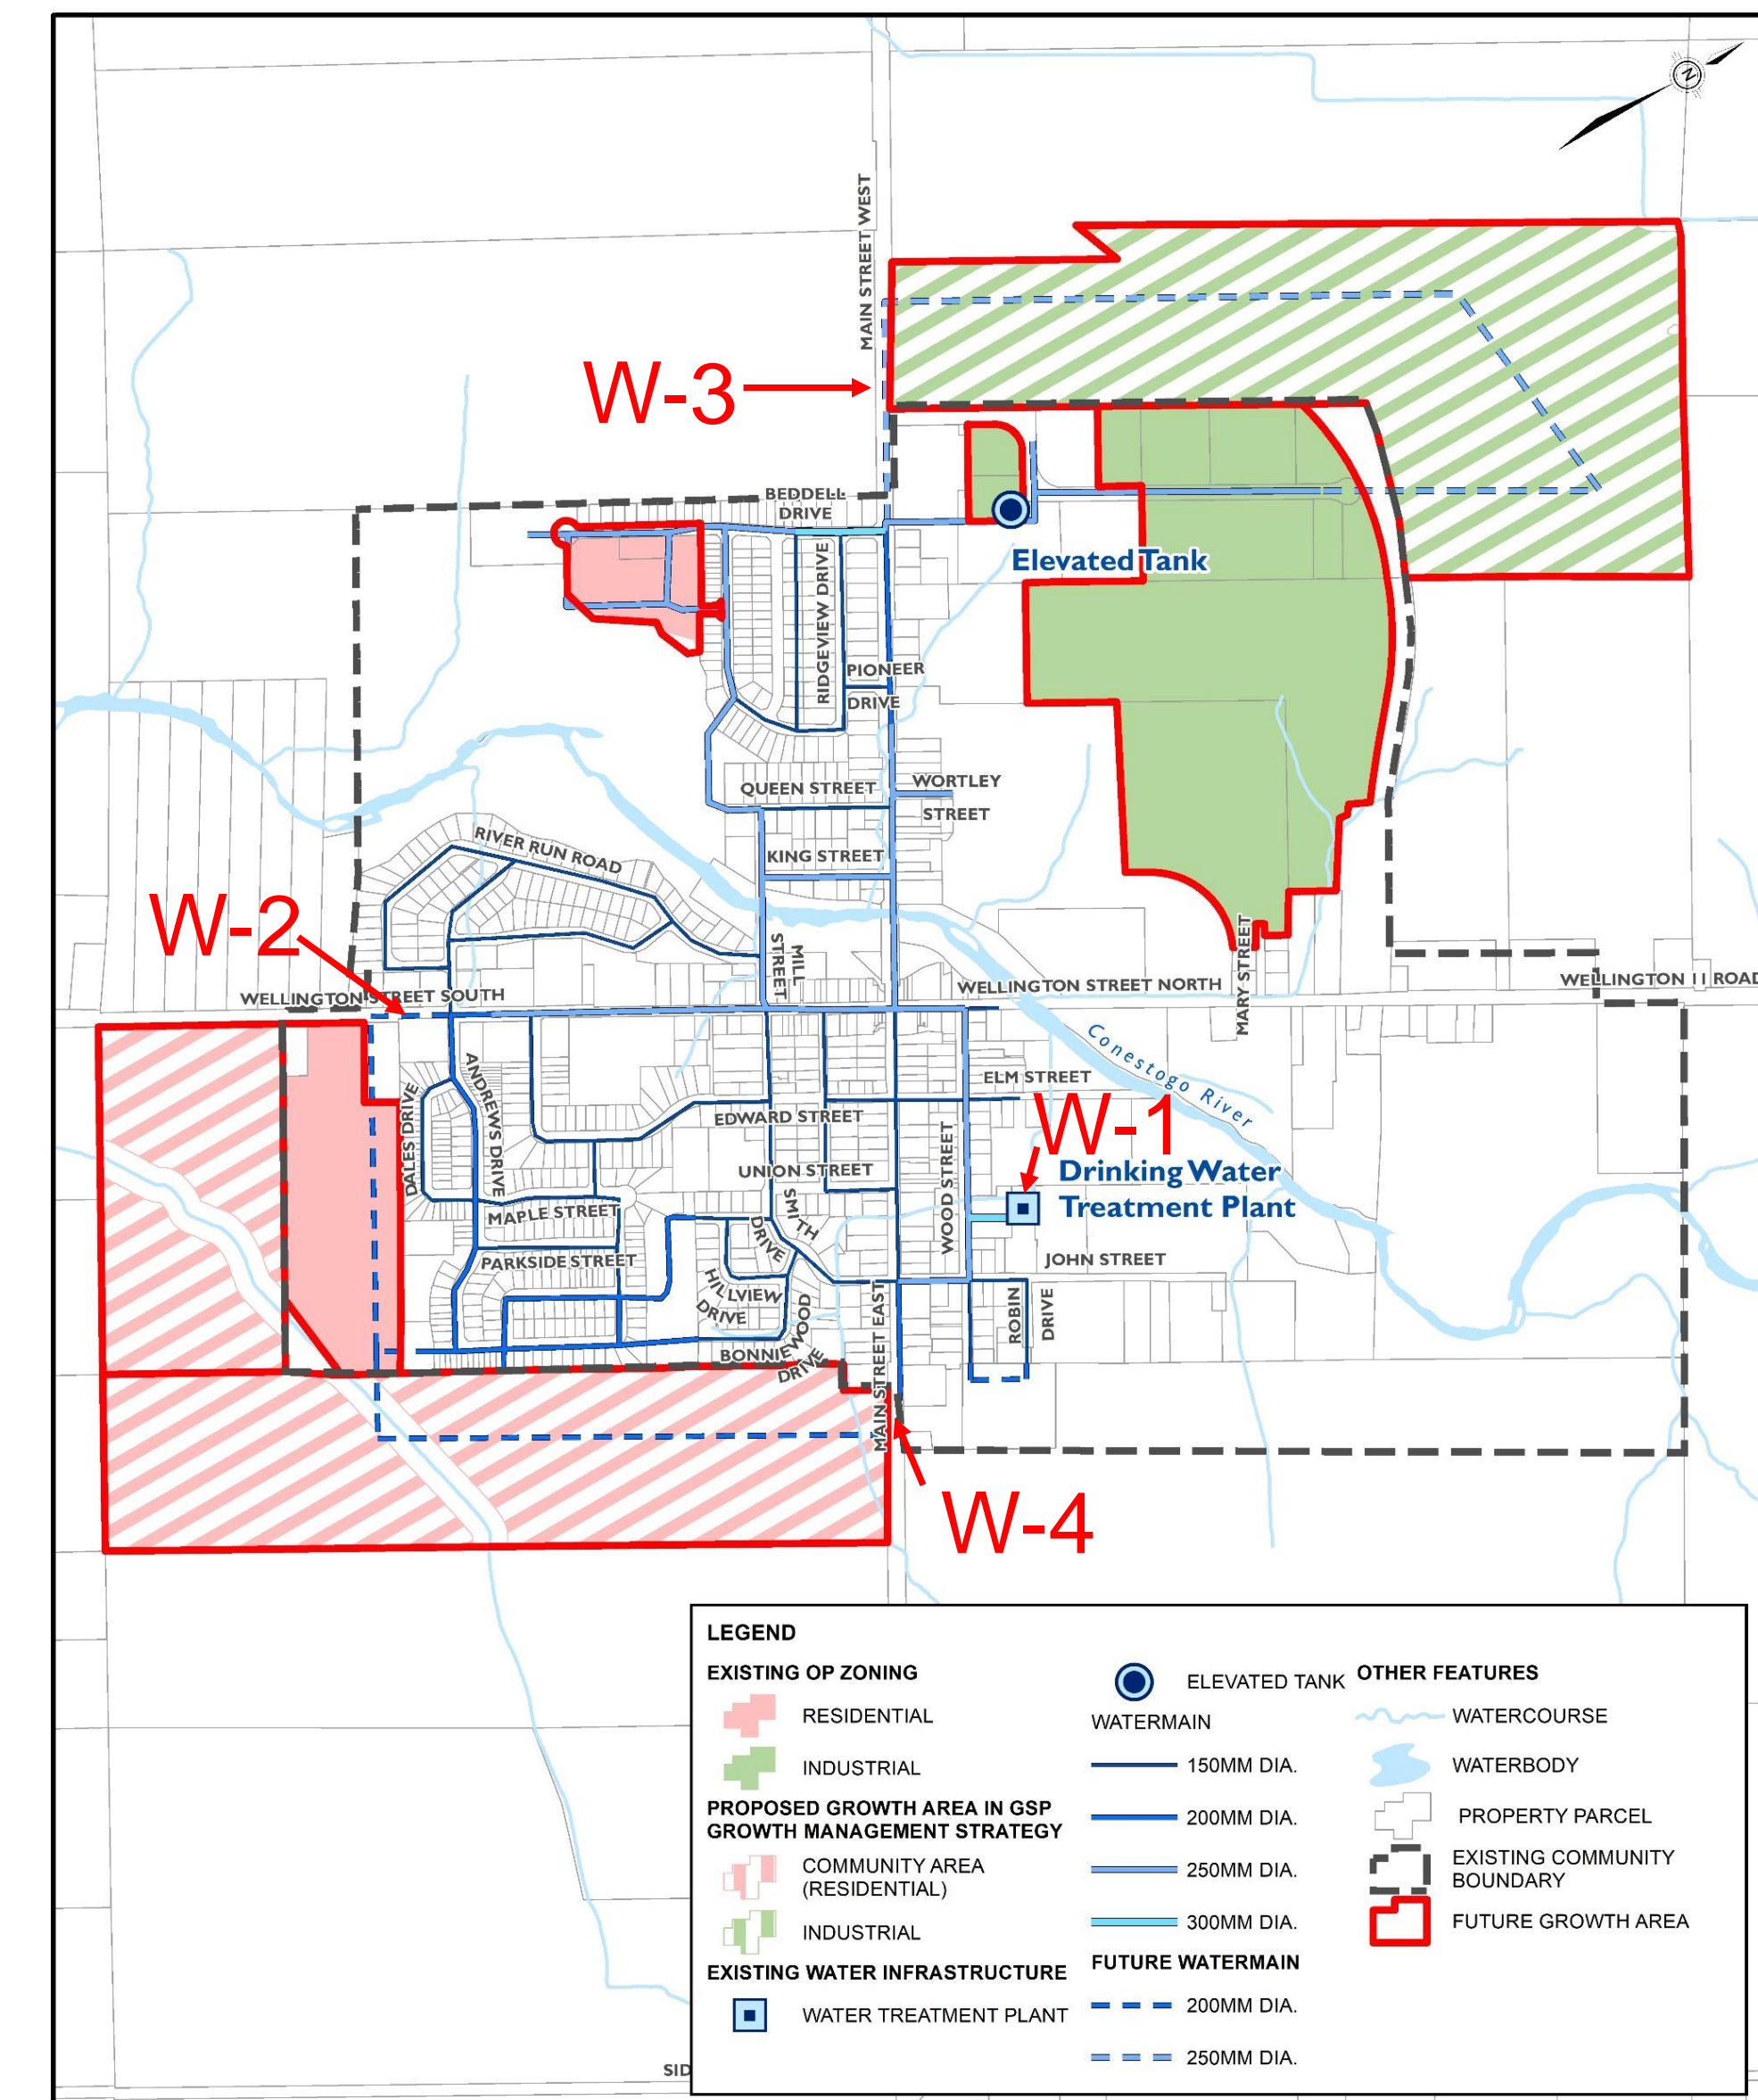 N
MAIN STREET WEST
W-3
BEDDELL
DRIVE
Elevated Tank
RIDGEVIEW DRIVE
PIONEER
DRIVE
QUEEN STREET
WORTLEY
STREET
RIVER RUN ROAD
KING STREET
W-2
MILL
STREET
MARY STREET
WELLINGTON STREET SOUTH
WELLINGTON STREET NORTH
WELLINGTON 11 ROAD
MARY STREET
Conestogo River
ANDREWS DRIVE
DALES DRIVE
ELM STREET
EDWARD STREET
W-1
WOOD STREET
UNION STREET
Drinking Water
Treatment Plant
SMITH
DRIVE
MAPLE STREET
PARKSIDE STREET
JOHN STREET
HILLVIEW
DRIVE
ROBIN
DRIVE
BONNIEWOOD
DRIVE
MAIN STREET EAST
W-4
LEGEND
EXISTING OP ZONING
RESIDENTIAL
INDUSTRIAL
PROPOSED GROWTH AREA IN GSP
GROWTH MANAGEMENT STRATEGY
COMMUNITY AREA
(RESIDENTIAL)
INDUSTRIAL
EXISTING WATER INFRASTRUCTURE
WATER TREATMENT PLANT
ELEVATED TANK
WATERMAIN
150MM DIA.
200MM DIA.
250MM DIA.
300MM DIA.
FUTURE WATERMAIN
200MM DIA.
250MM DIA.
OTHER FEATURES
WATERCOURSE
WATERBODY
PROPERTY PARCEL
EXISTING COMMUNITY
BOUNDARY
FUTURE GROWTH AREA
SID